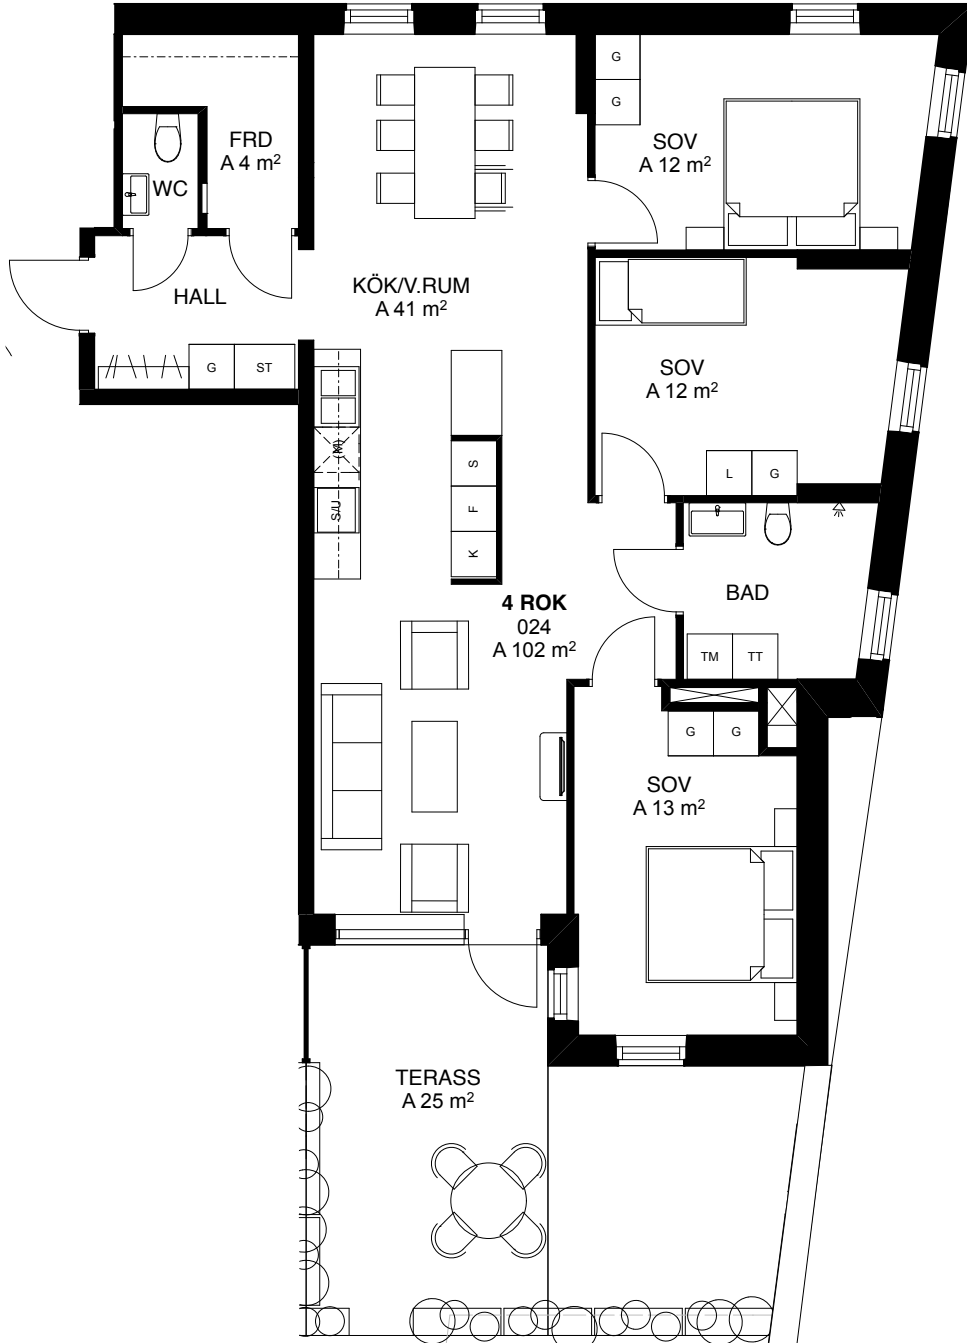 G
G
SOV
A 12 m²
FRD
A 4 m²
WC
HALL
KÖK/V.RUM
A 41 m²
G
ST
SOV
A 12 m²
(M)
S/U
S
F
K
L
G
BAD
4 ROK
024
A 102 m²
TM
TT
G
G
SOV
A 13 m²
TERASS
A 25 m²